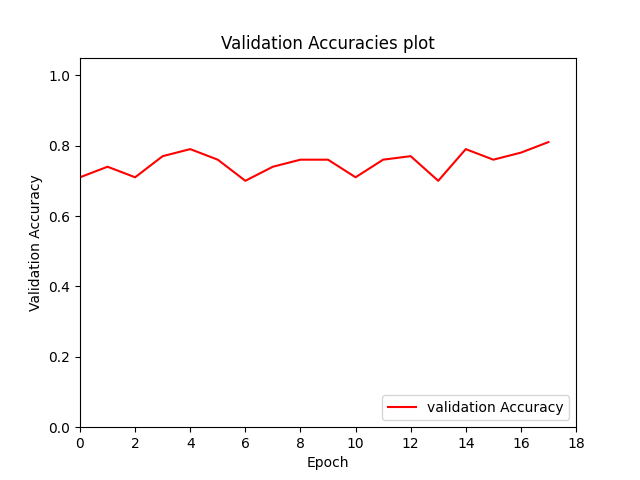 Validation Accuracies plot
1.0
0.8
0.6
0.4
0.2
0.0
Validation Accuracy
validation Accuracy
0 2 4 6 8 10 12 14 16 18
Epoch